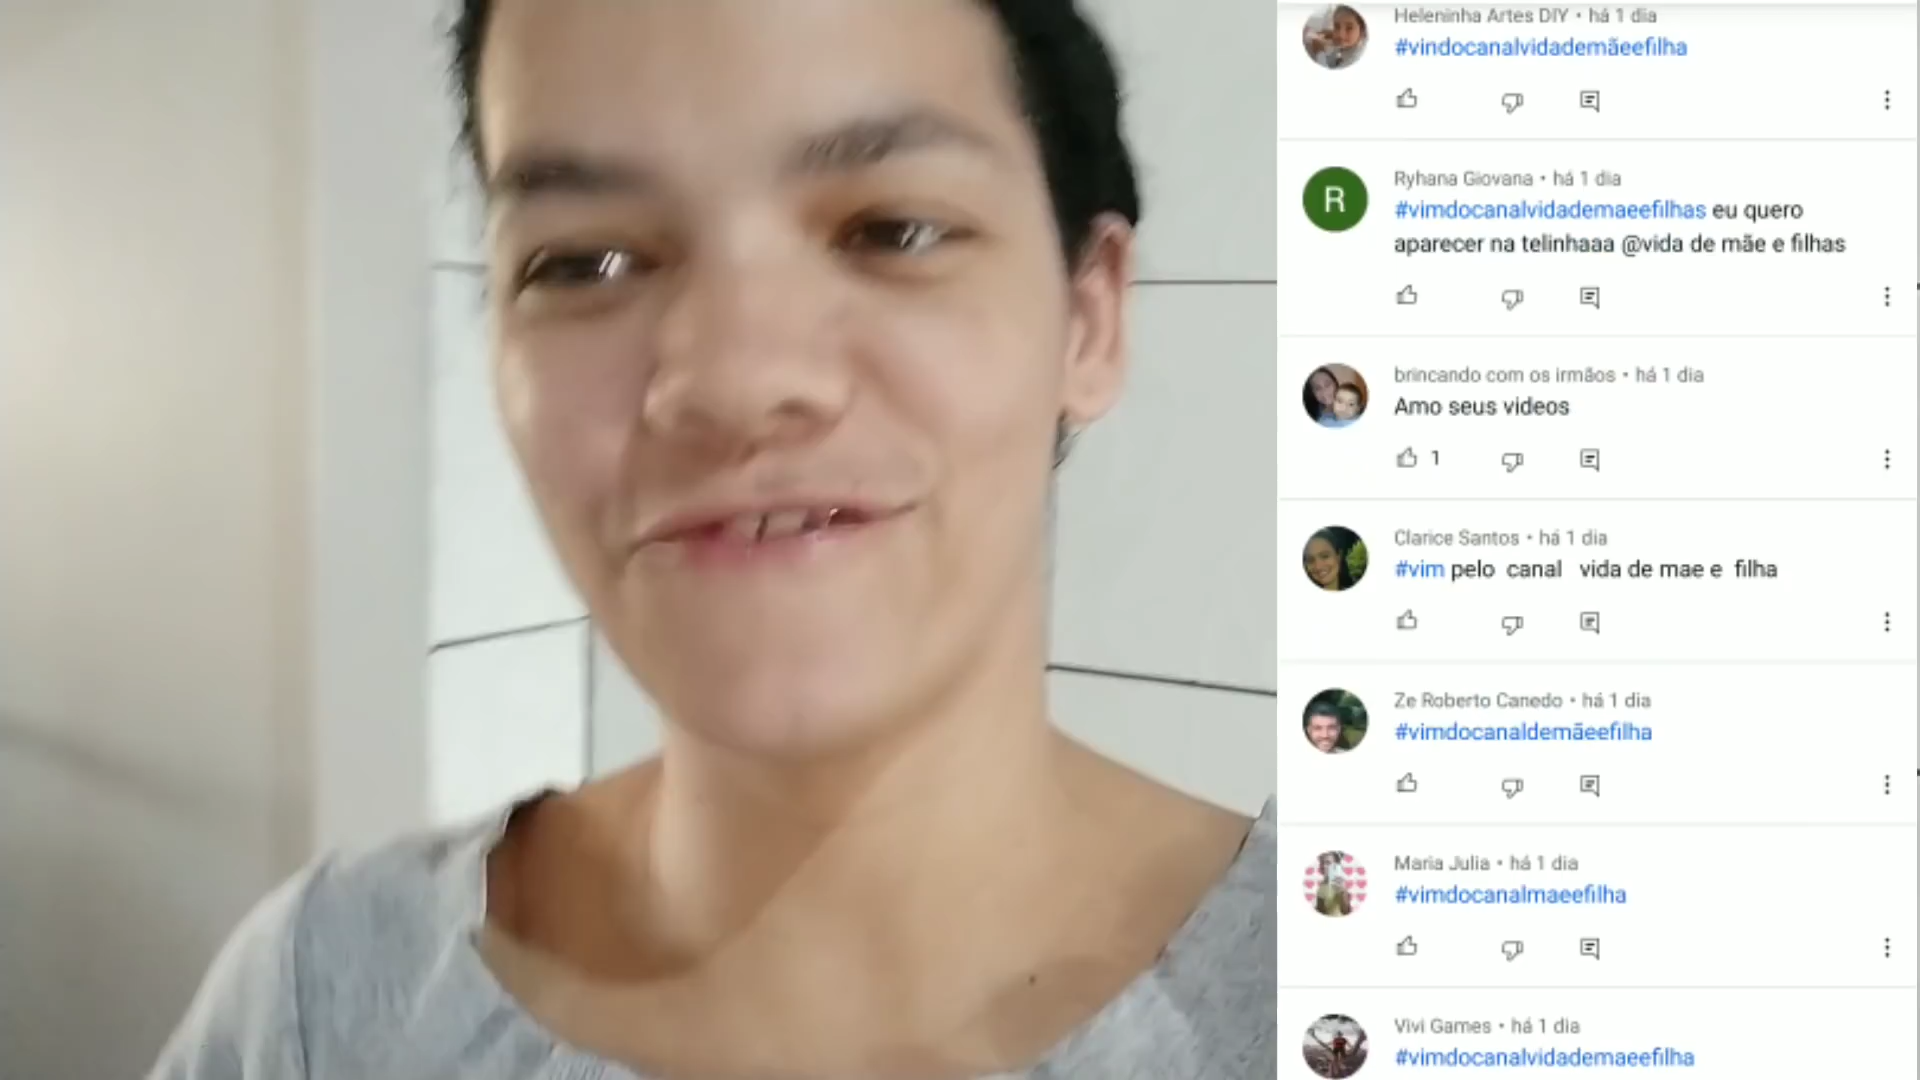 Heleninha Artes DIY • há 1 dia
#vindocanalvidademãeefilha
R
Ryhana Giovana • há 1 dia
#vimdocanalvidademaeefilhas eu quero
aparecer na telinhaaa @vida de mãe e filhas
brincando com os irmãos • há 1 dia
Amo seus videos
1
Clarice Santos • há 1 dia
#vim pelo canal vida de mae e filha
Ze Roberto Canedo • há 1 dia
#vimdocanaldemãeefilha
Maria Julia • há 1 dia
#vimdocanalmaeefilha
Vivi Games • há 1 dia
#vimdocanalvidademaeefilha